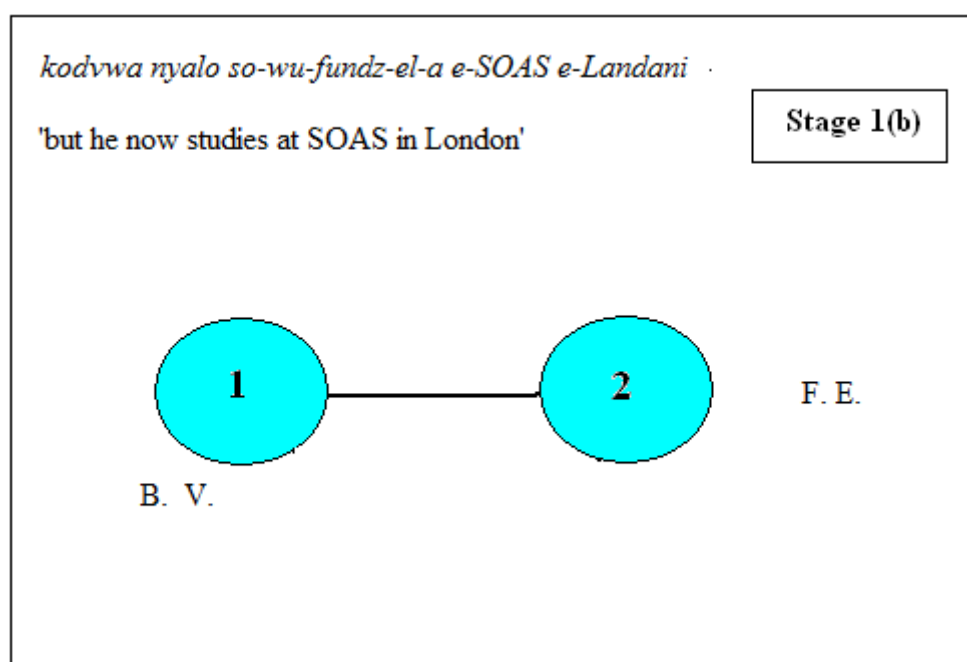 kodvwa nyalo so-wu-fundz-el-a e-SOAS e-Landani
'but he now studies at SOAS in London'
Stage 1(b)
1
2
F. E.
B. V.